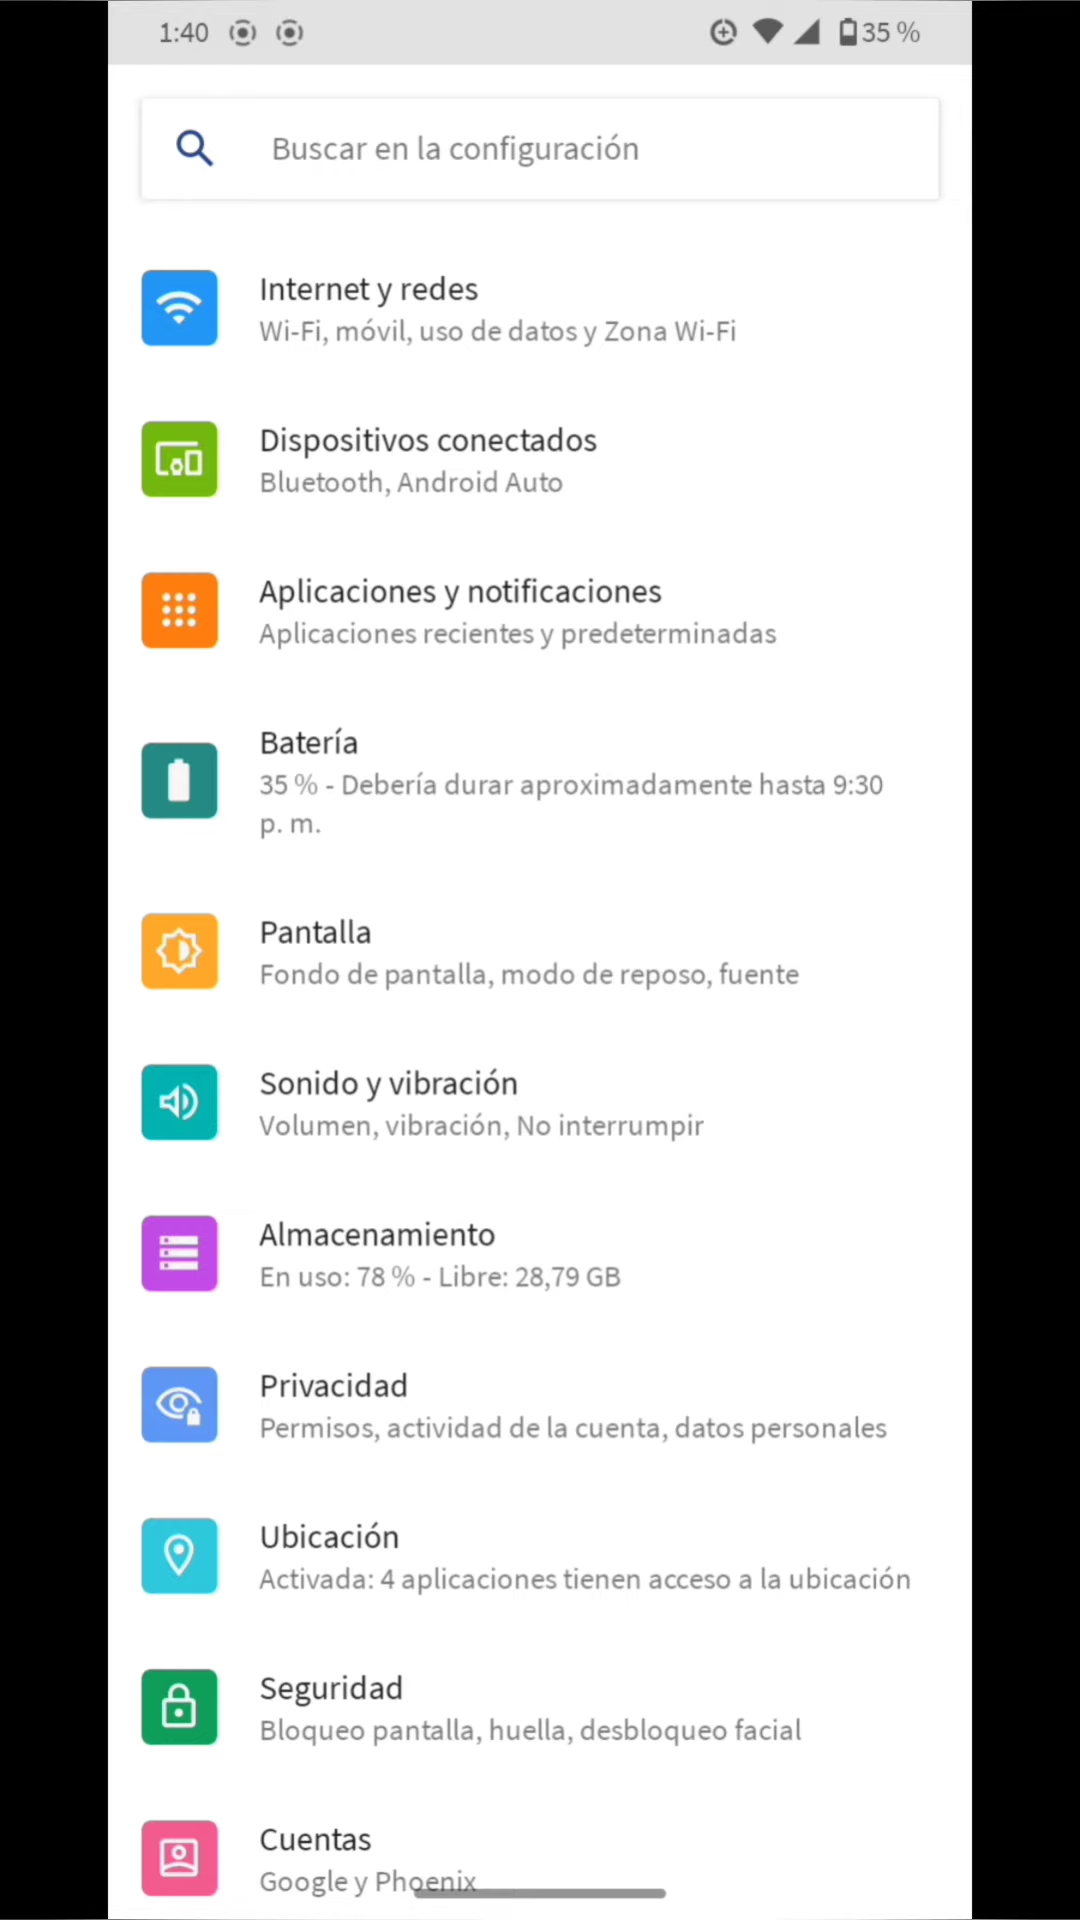 1:40
35 %
Buscar en la configuración
Internet y redes
Wi-Fi, móvil, uso de datos y Zona Wi-Fi
Dispositivos conectados
Bluetooth, Android Auto
Aplicaciones y notificaciones
Aplicaciones recientes y predeterminadas
Batería
35 % - Debería durar aproximadamente hasta 9:30
p. m.
Pantalla
Fondo de pantalla, modo de reposo, fuente
Sonido y vibración
Volumen, vibración, No interrumpir
Almacenamiento
En uso: 78 % - Libre: 28,79 GB
Privacidad
Permisos, actividad de la cuenta, datos personales
Ubicación
Activada: 4 aplicaciones tienen acceso a la ubicación
Seguridad
Bloqueo pantalla, huella, desbloqueo facial
Cuentas
Google y Phoenix